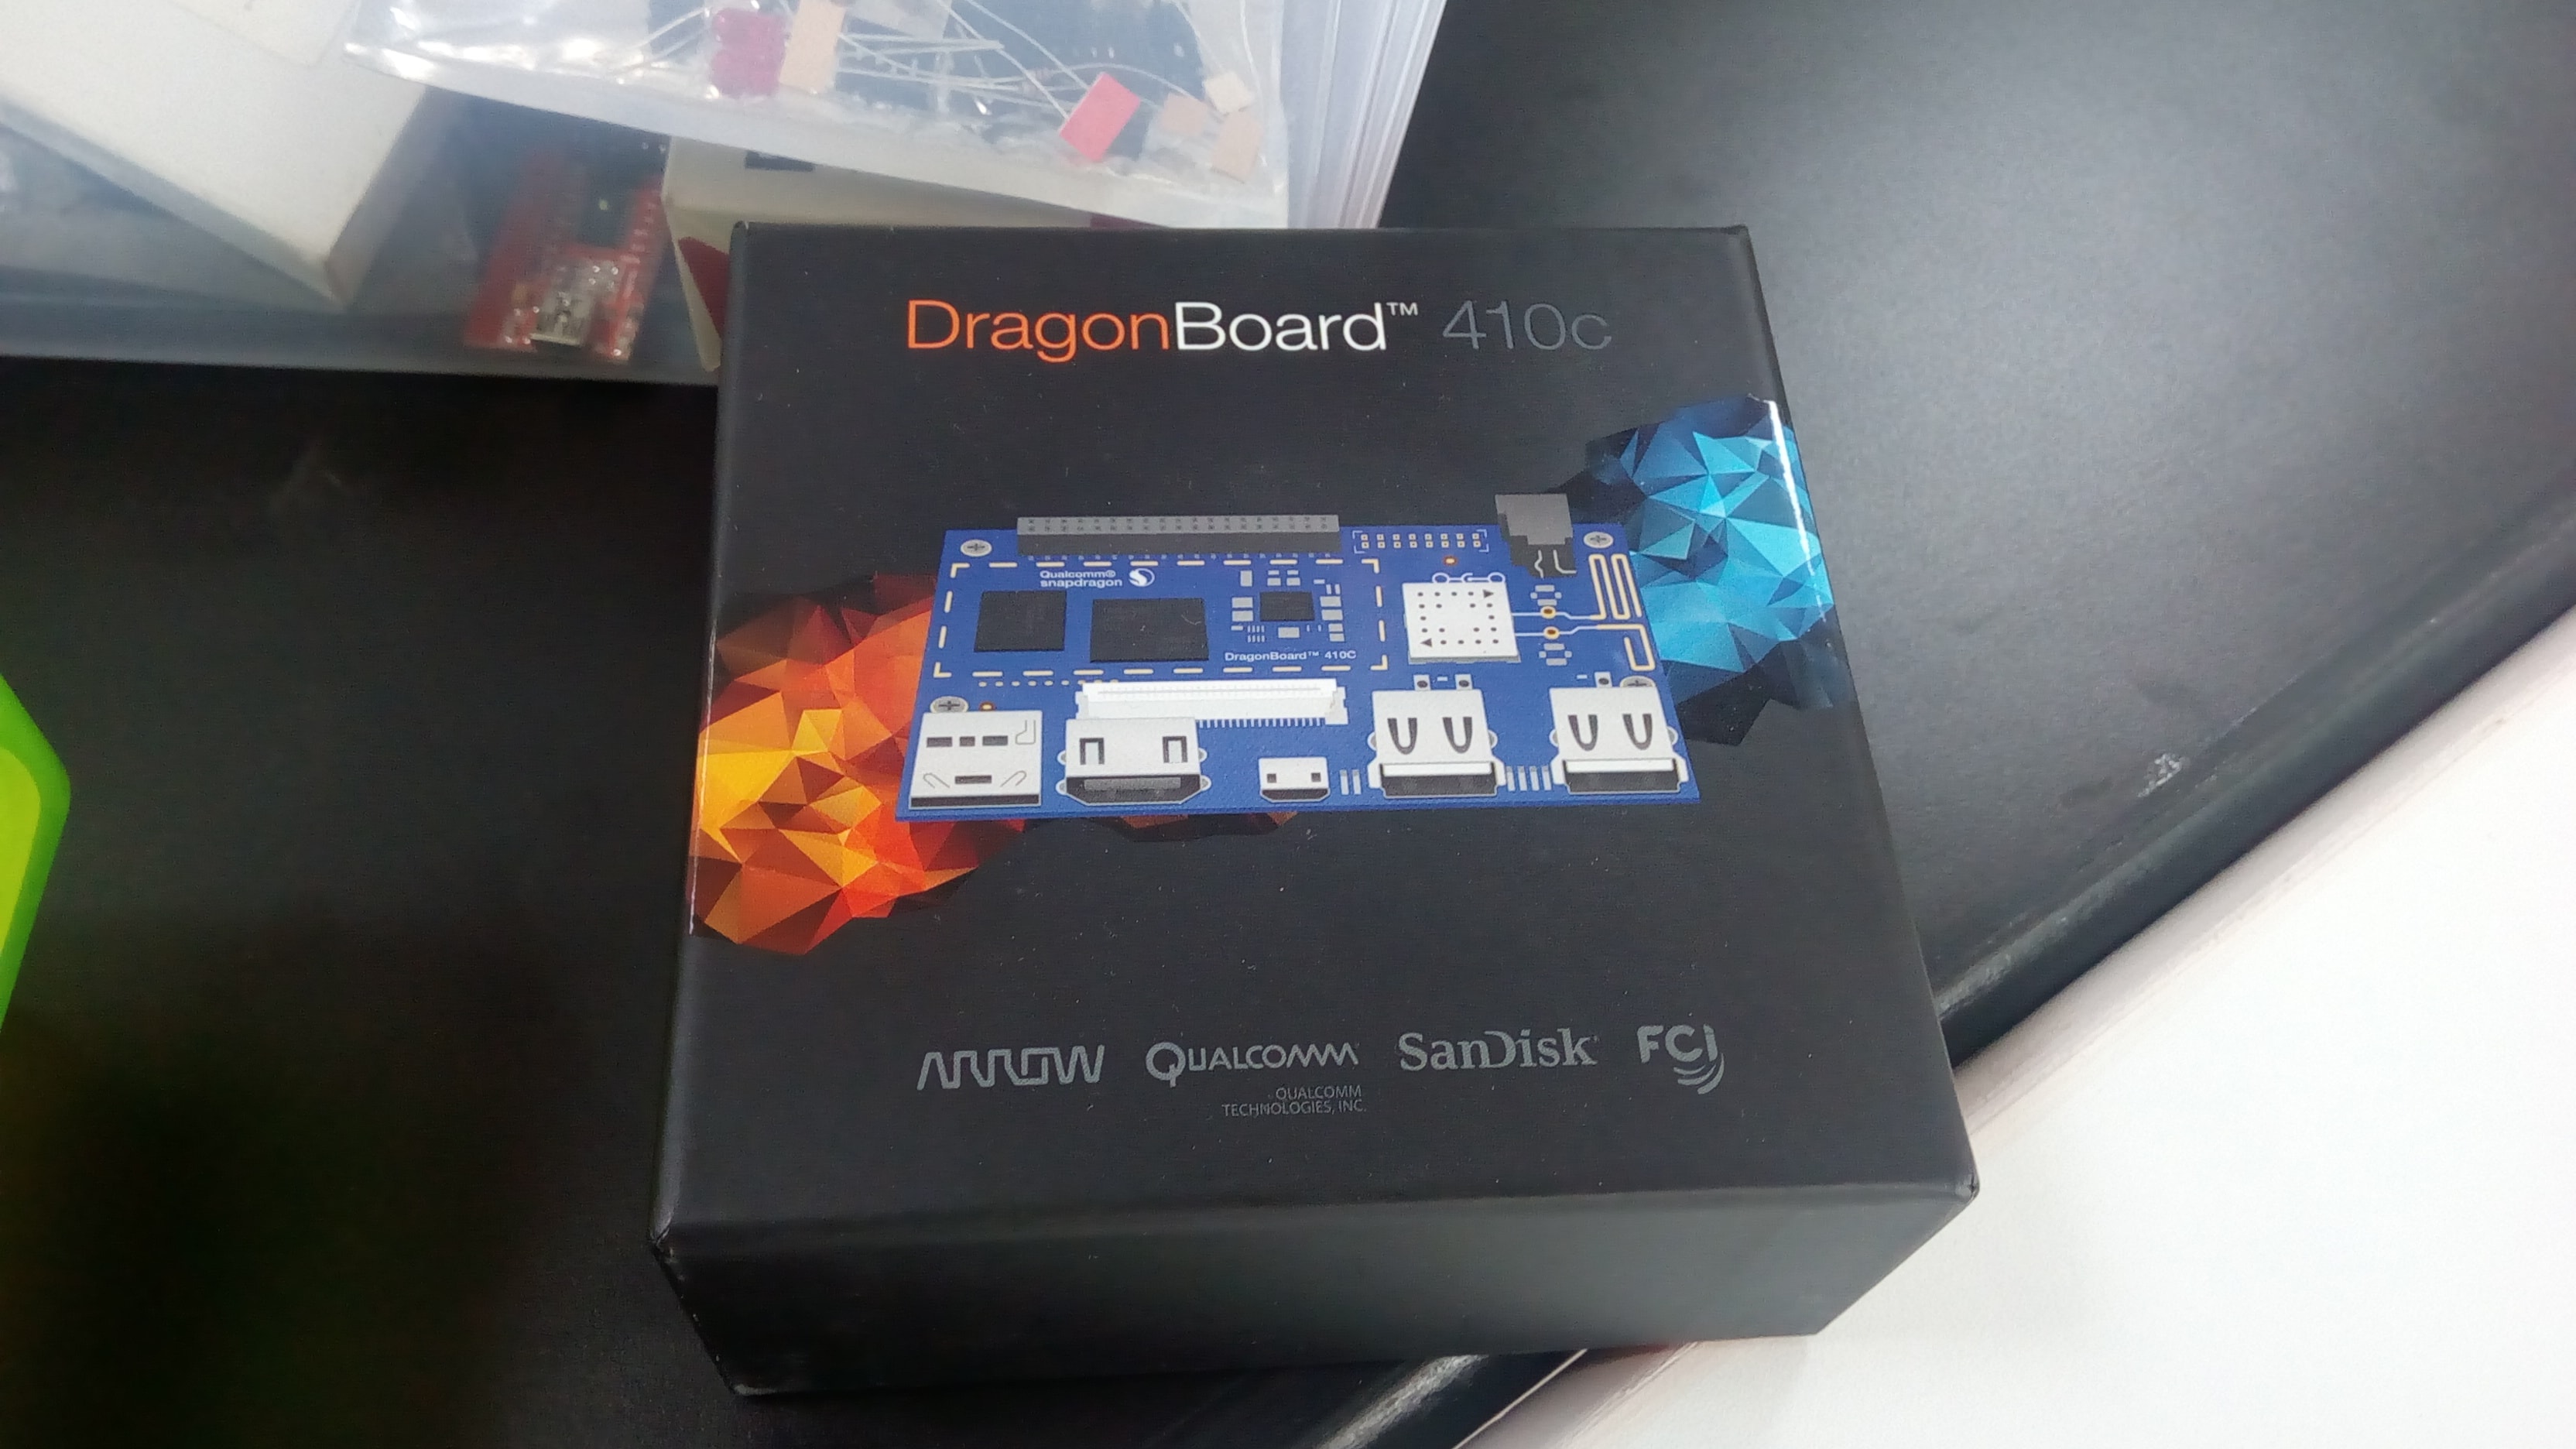 DragonBoard™ 410c
Qualcomm®
snapdragon
DragonBoard™ 410C
ARROW QUALCOMM® SanDisk® FCI
QUALCOMM
TECHNOLOGIES, INC.